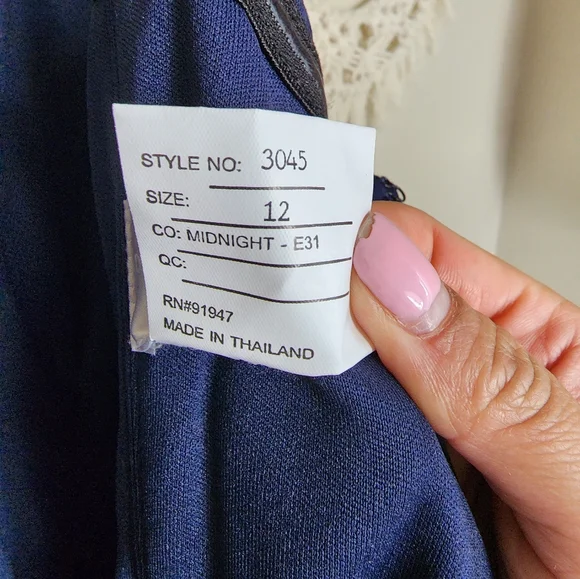 STYLE NO: 3045
SIZE: 12
CO: MIDNIGHT - E31
QC:
RN#91947
MADE IN THAILAND